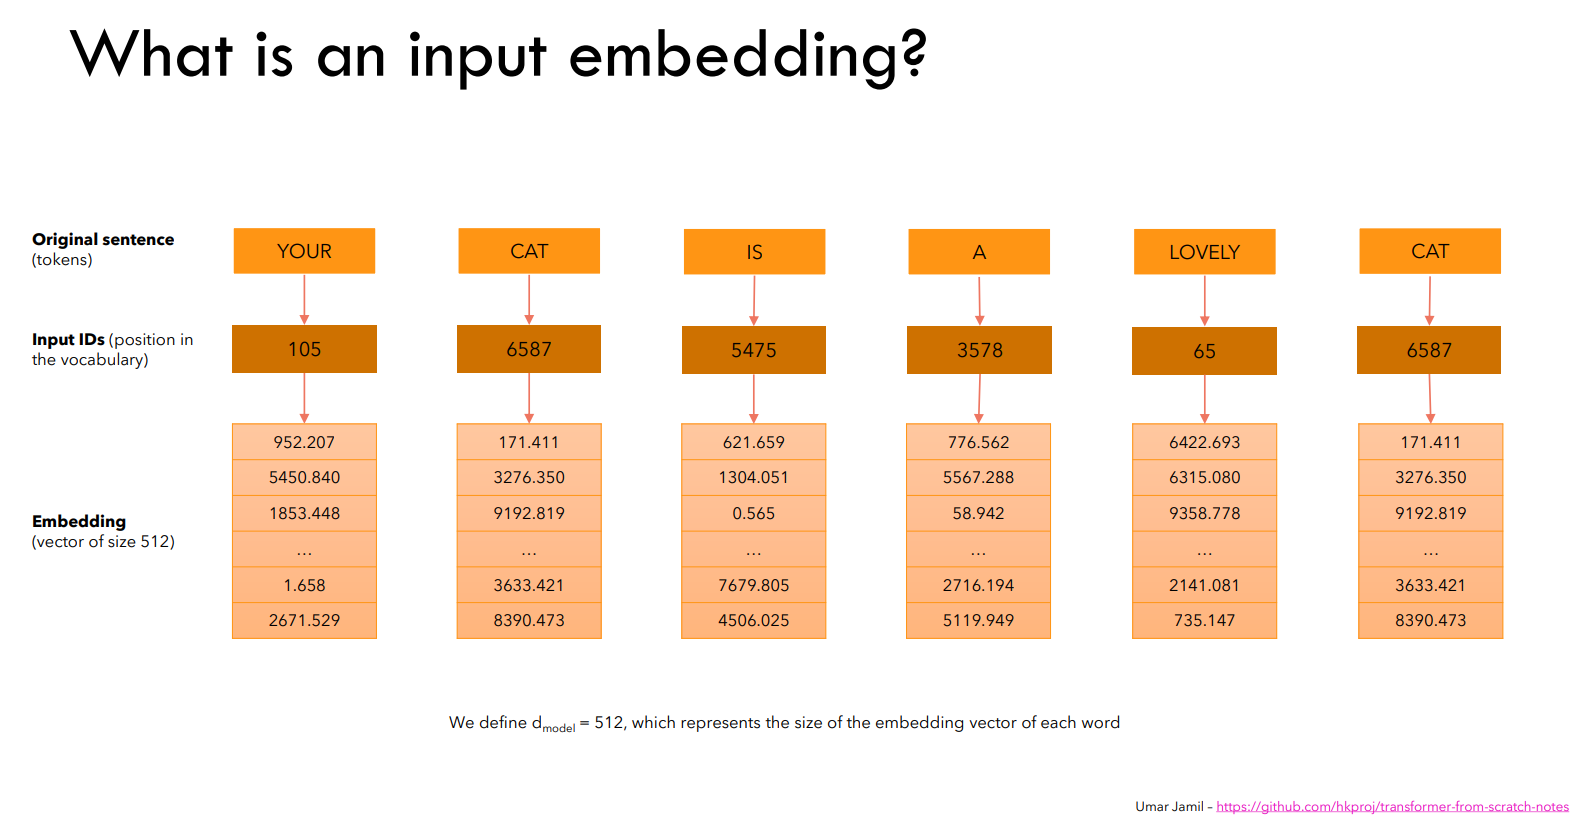 What is an input embedding?
Original sentence
(tokens)
YOUR CAT IS A LOVELY CAT
Input IDs (position in
the vocabulary)
105 6587 5475 3578 65 6587
Embedding
(vector of size 512)
952.207 171.411 621.659 776.562 6422.693 171.411
5450.840 3276.350 1304.051 5567.288 6315.080 3276.350
1853.448 9192.819 0.565 58.942 9358.778 9192.819
… … … … … …
1.658 3633.421 7679.805 2716.194 2141.081 3633.421
2671.529 8390.473 4506.025 5119.949 735.147 8390.473
We define dmodel = 512, which represents the size of the embedding vector of each word
Umar Jamil – https://github.com/hkproj/transformer-from-scratch-notes